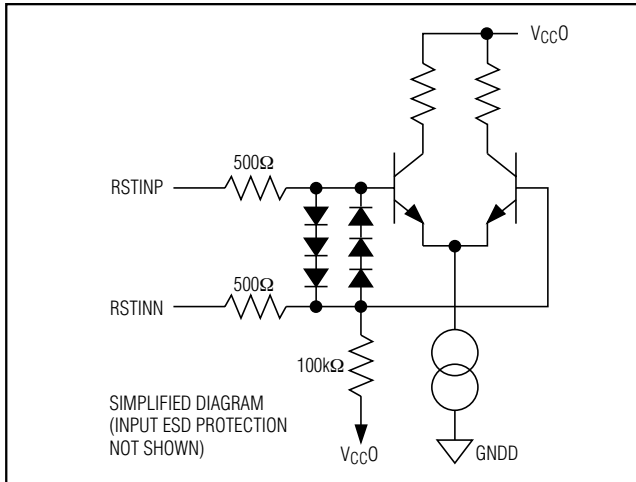 VCCO
500Ω
RSTINP
500Ω
RSTINN
100kΩ
SIMPLIFIED DIAGRAM
(INPUT ESD PROTECTION
NOT SHOWN)
VCCO
GNDD